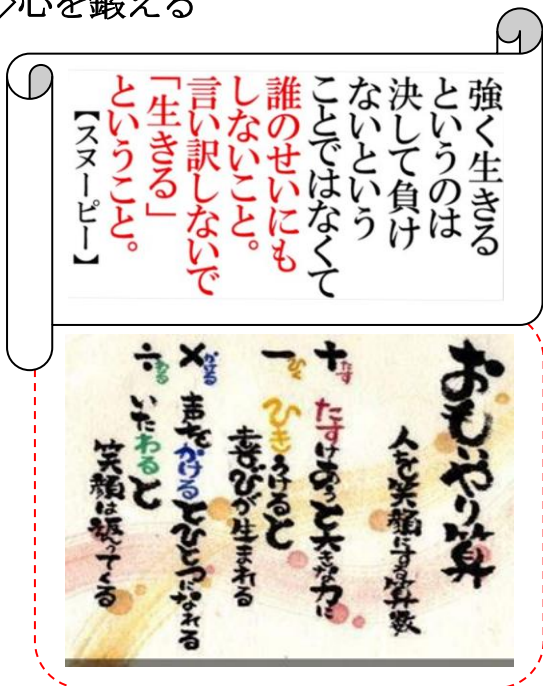 心を鍛える
強く生きる
というのは
決して負け
ないという
ことではなくて
誰のせいにも
しないこと。
言い訳しないで
「生きる」
ということ。
【スヌーピー】
おもいやり算
人を笑顔にする算数
＋たす たすけあうと大きな力に
－ひく ひきうけると
喜びが生まれる
×かける 声をかけるとひとつになれる
÷わる いたわると
笑顔は返ってくる